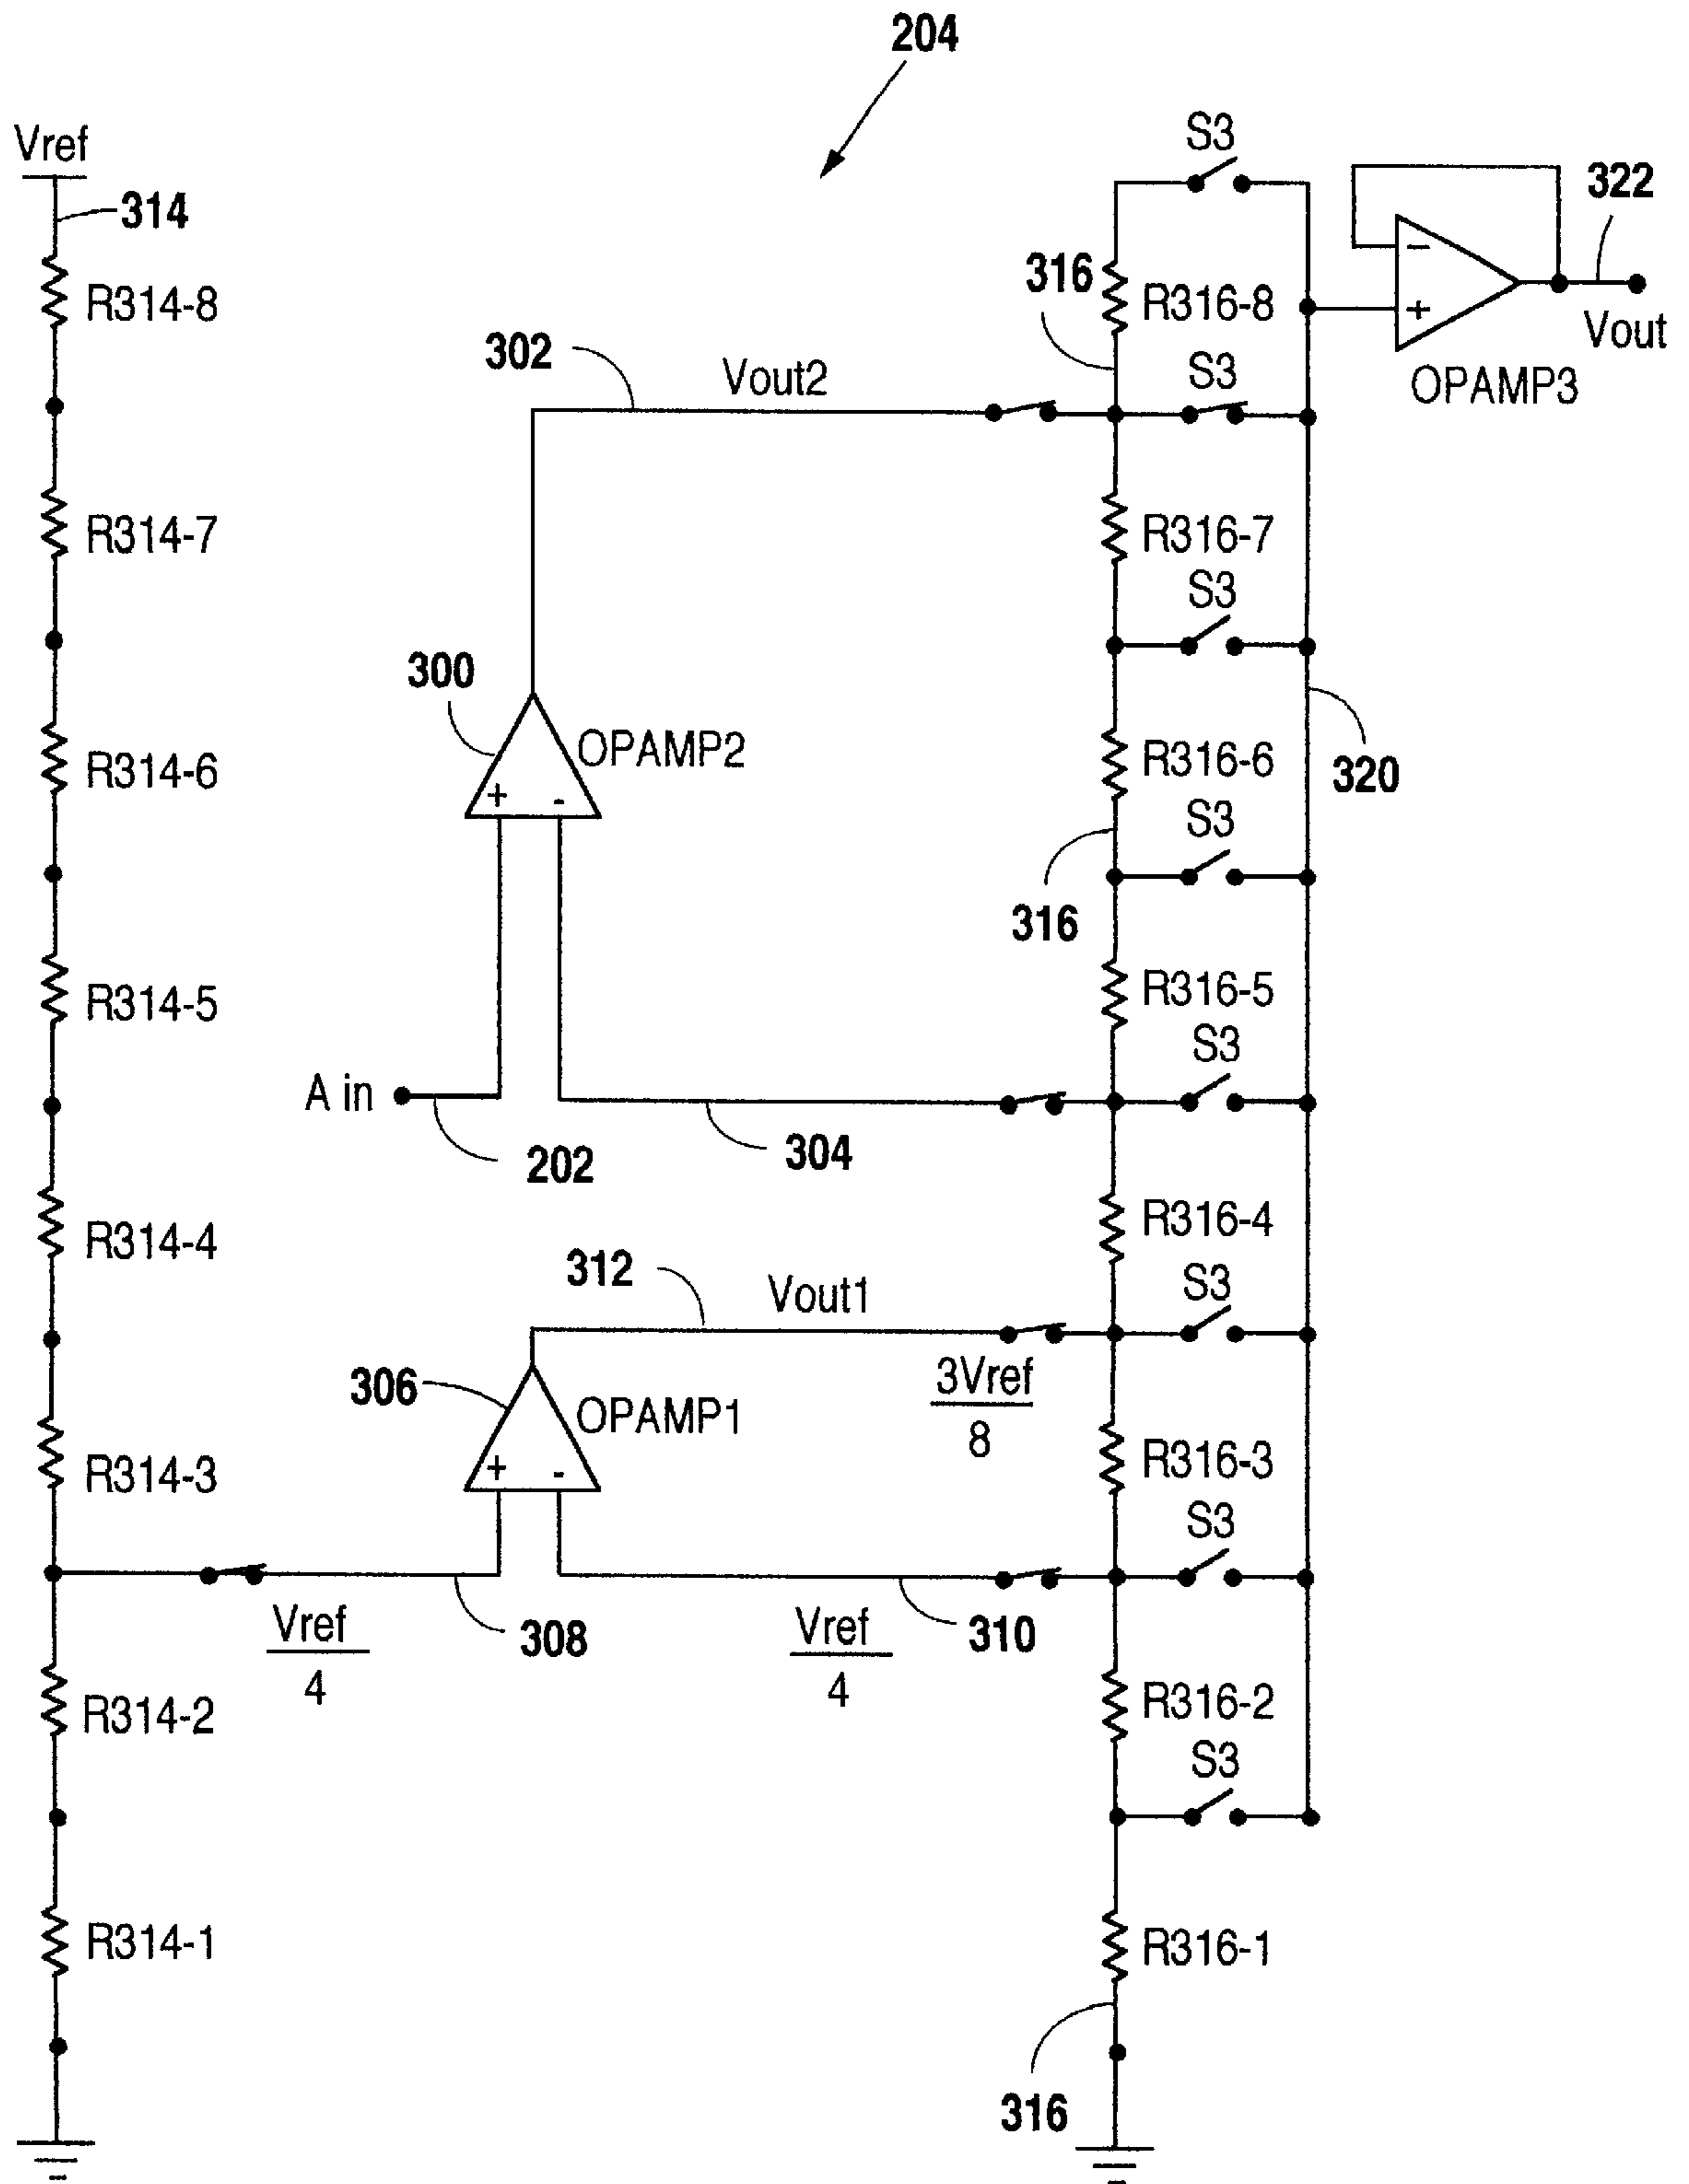 204
Vref
314
R314-8
R314-7
R314-6
R314-5
R314-4
R314-3
R314-2
R314-1
302
Vout2
300
OPAMP2
+ -
A in
202
304
312
Vout1
306
OPAMP1
+ -
3Vref
8
Vref
4
308
Vref
4
310
S3
316
R316-8
S3
R316-7
S3
R316-6
S3
316
R316-5
S3
R316-4
S3
R316-3
S3
R316-2
S3
R316-1
316
320
-
+
OPAMP3
322
Vout